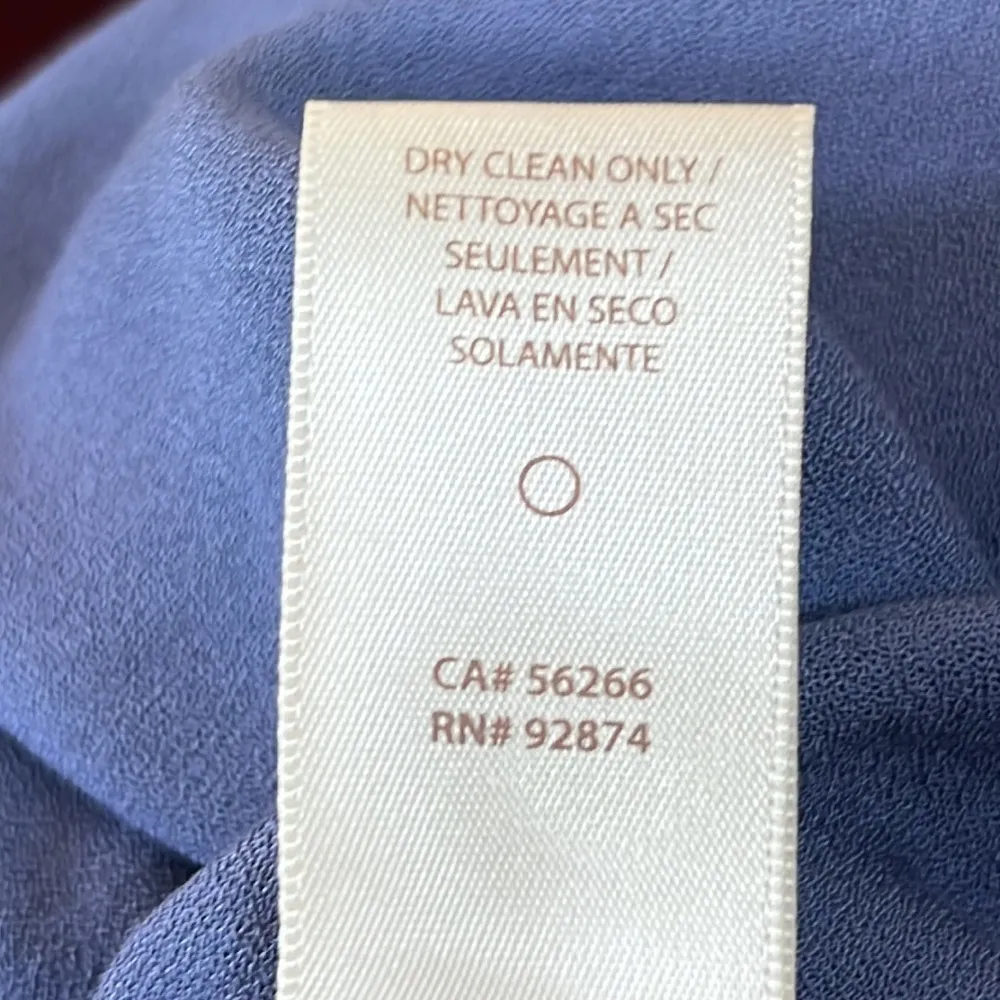 DRY CLEAN ONLY /
NETTOYAGE A SEC
SEULEMENT /
LAVA EN SECO
SOLAMENTE
CA# 56266
RN# 92874